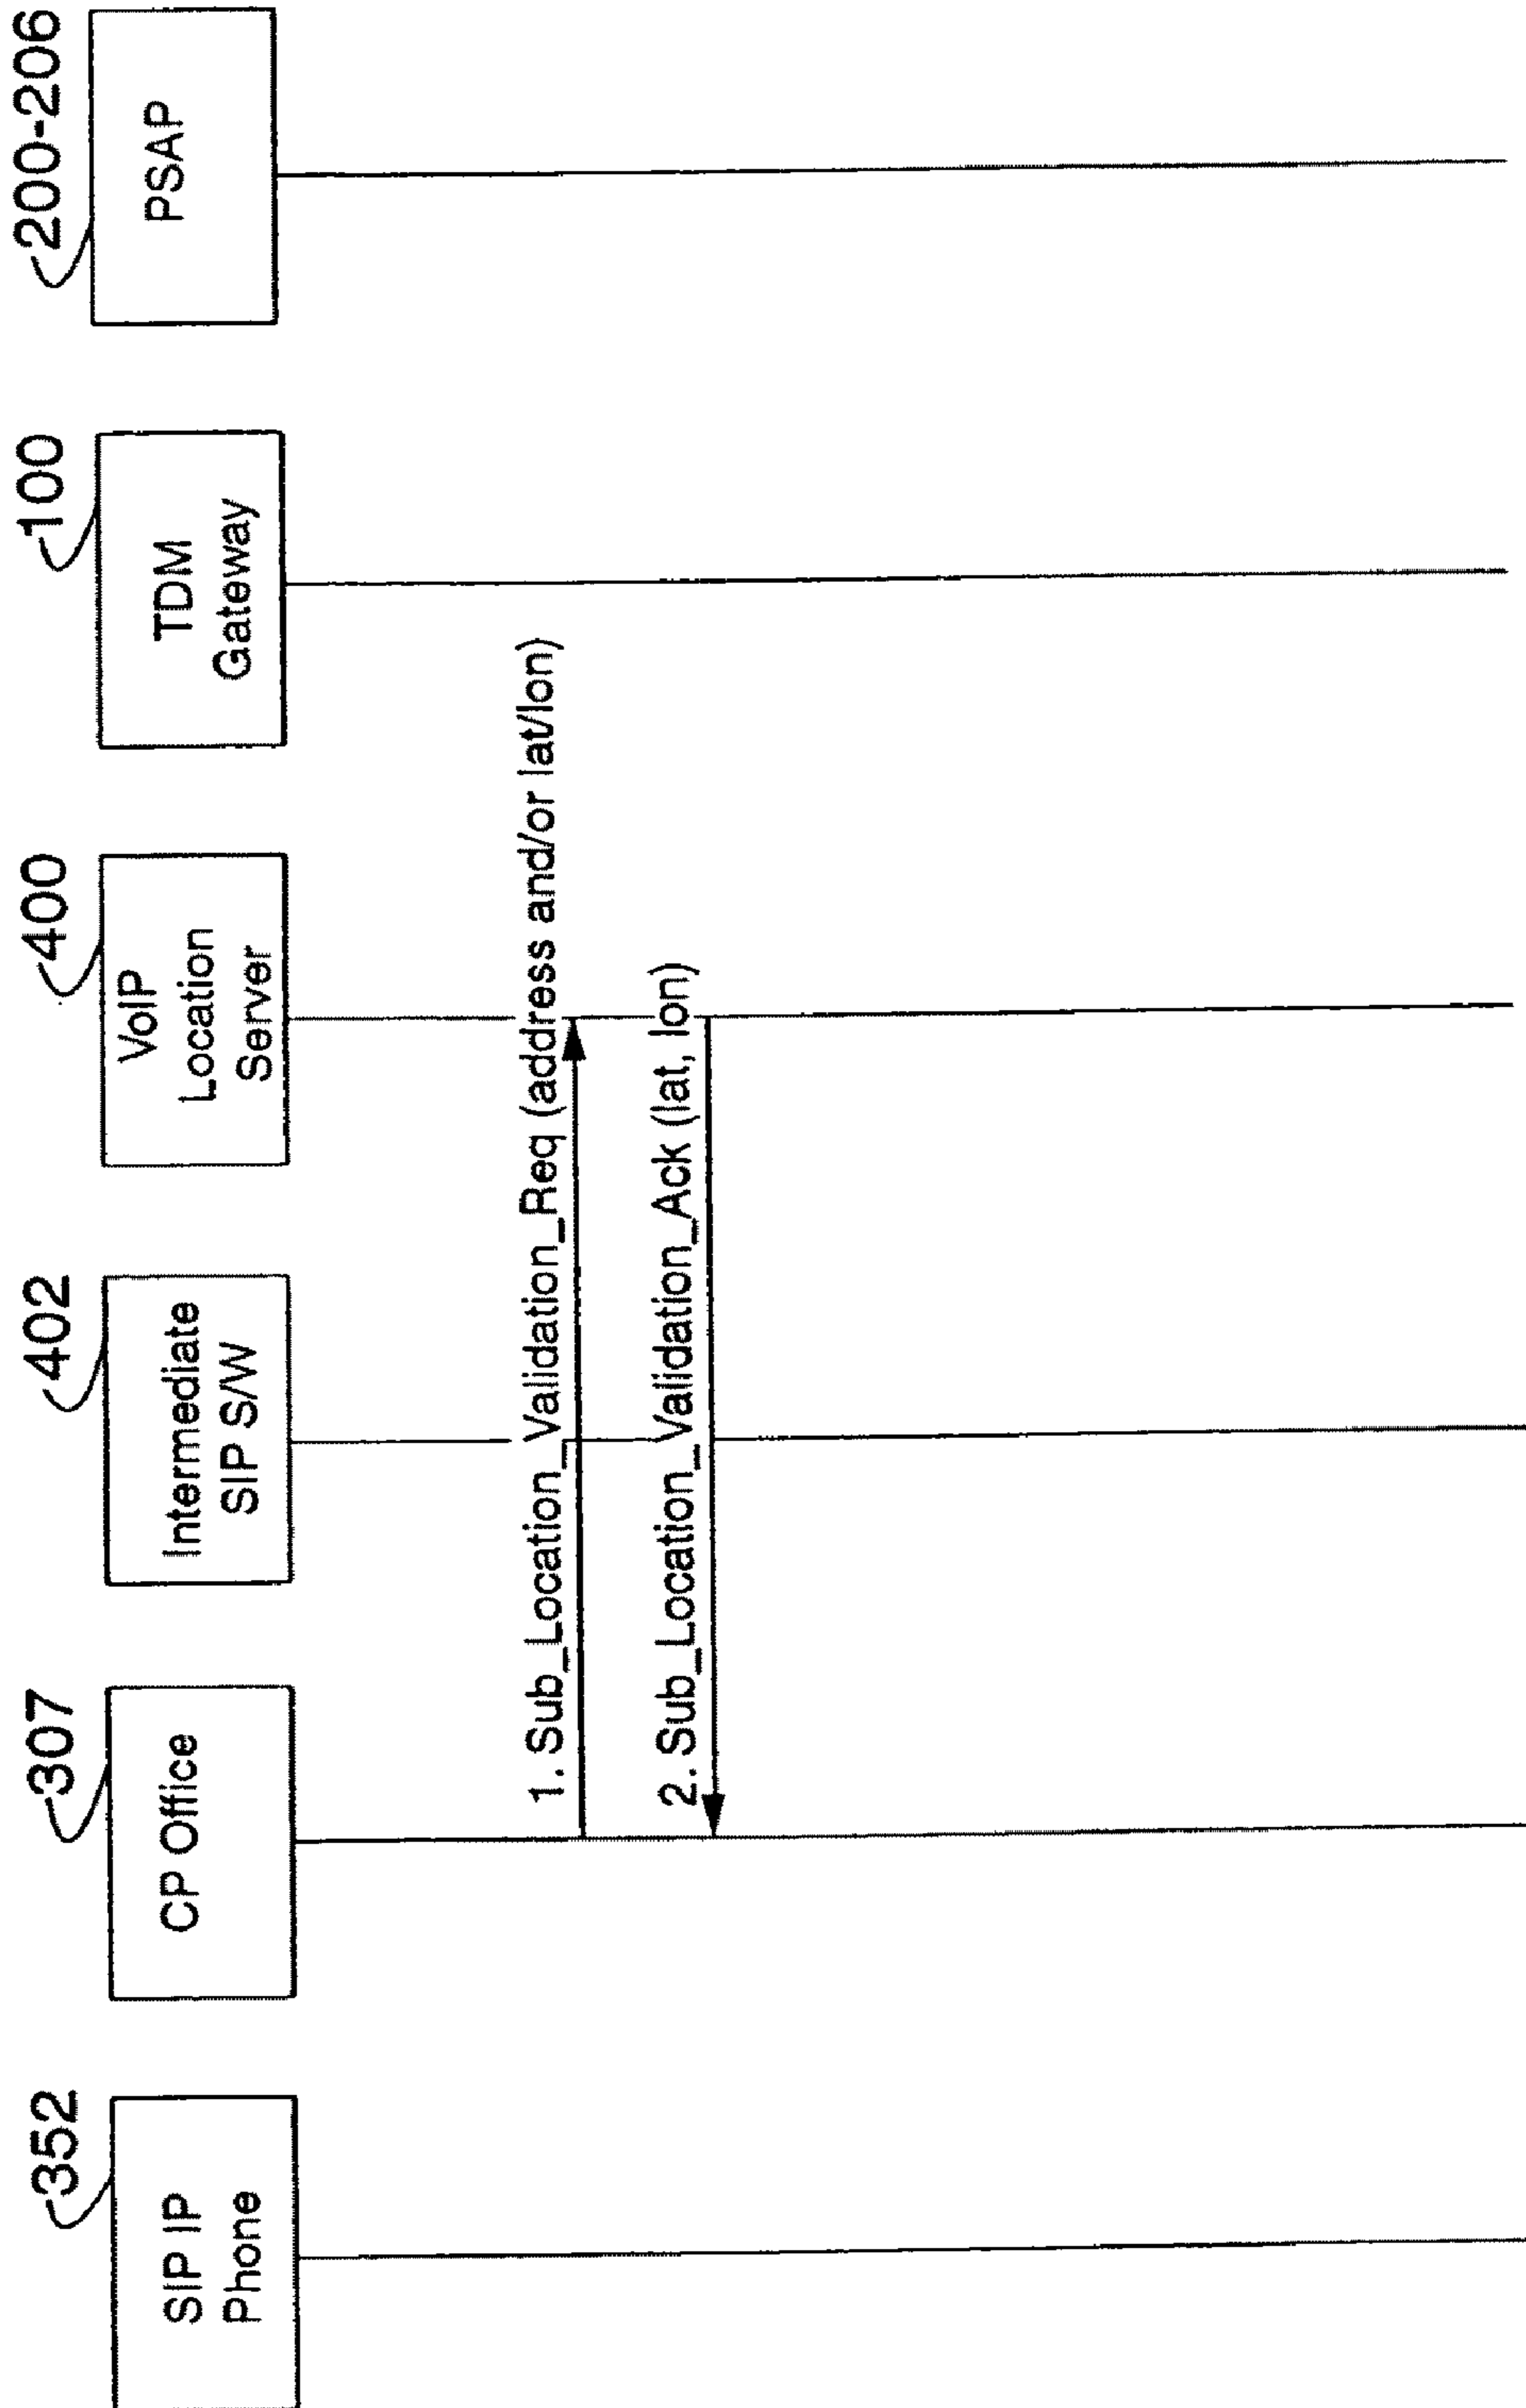 352
307
402
400
100
200-206
SIP IP
Phone
CP Office
Intermediate
SIP S/W
VoIP
Location
Server
TDM
Gateway
PSAP
1. Sub_Location_Validation_Req (address and/or lat/lon)
2. Sub_Location_Validation_Ack (lat, lon)